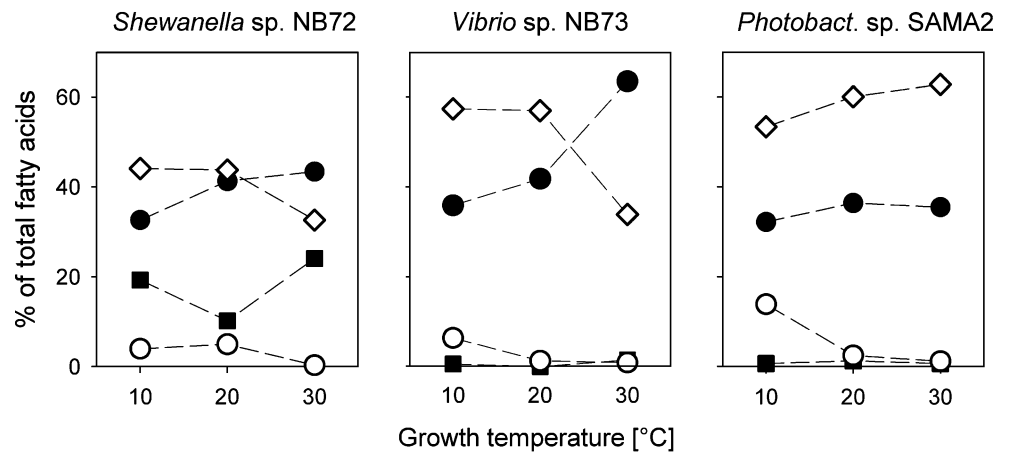 Shewanella sp. NB72
Vibrio sp. NB73
Photobact. sp. SAMA2
% of total fatty acids
60
40
20
0
10 20 30
10 20 30
10 20 30
Growth temperature [°C]